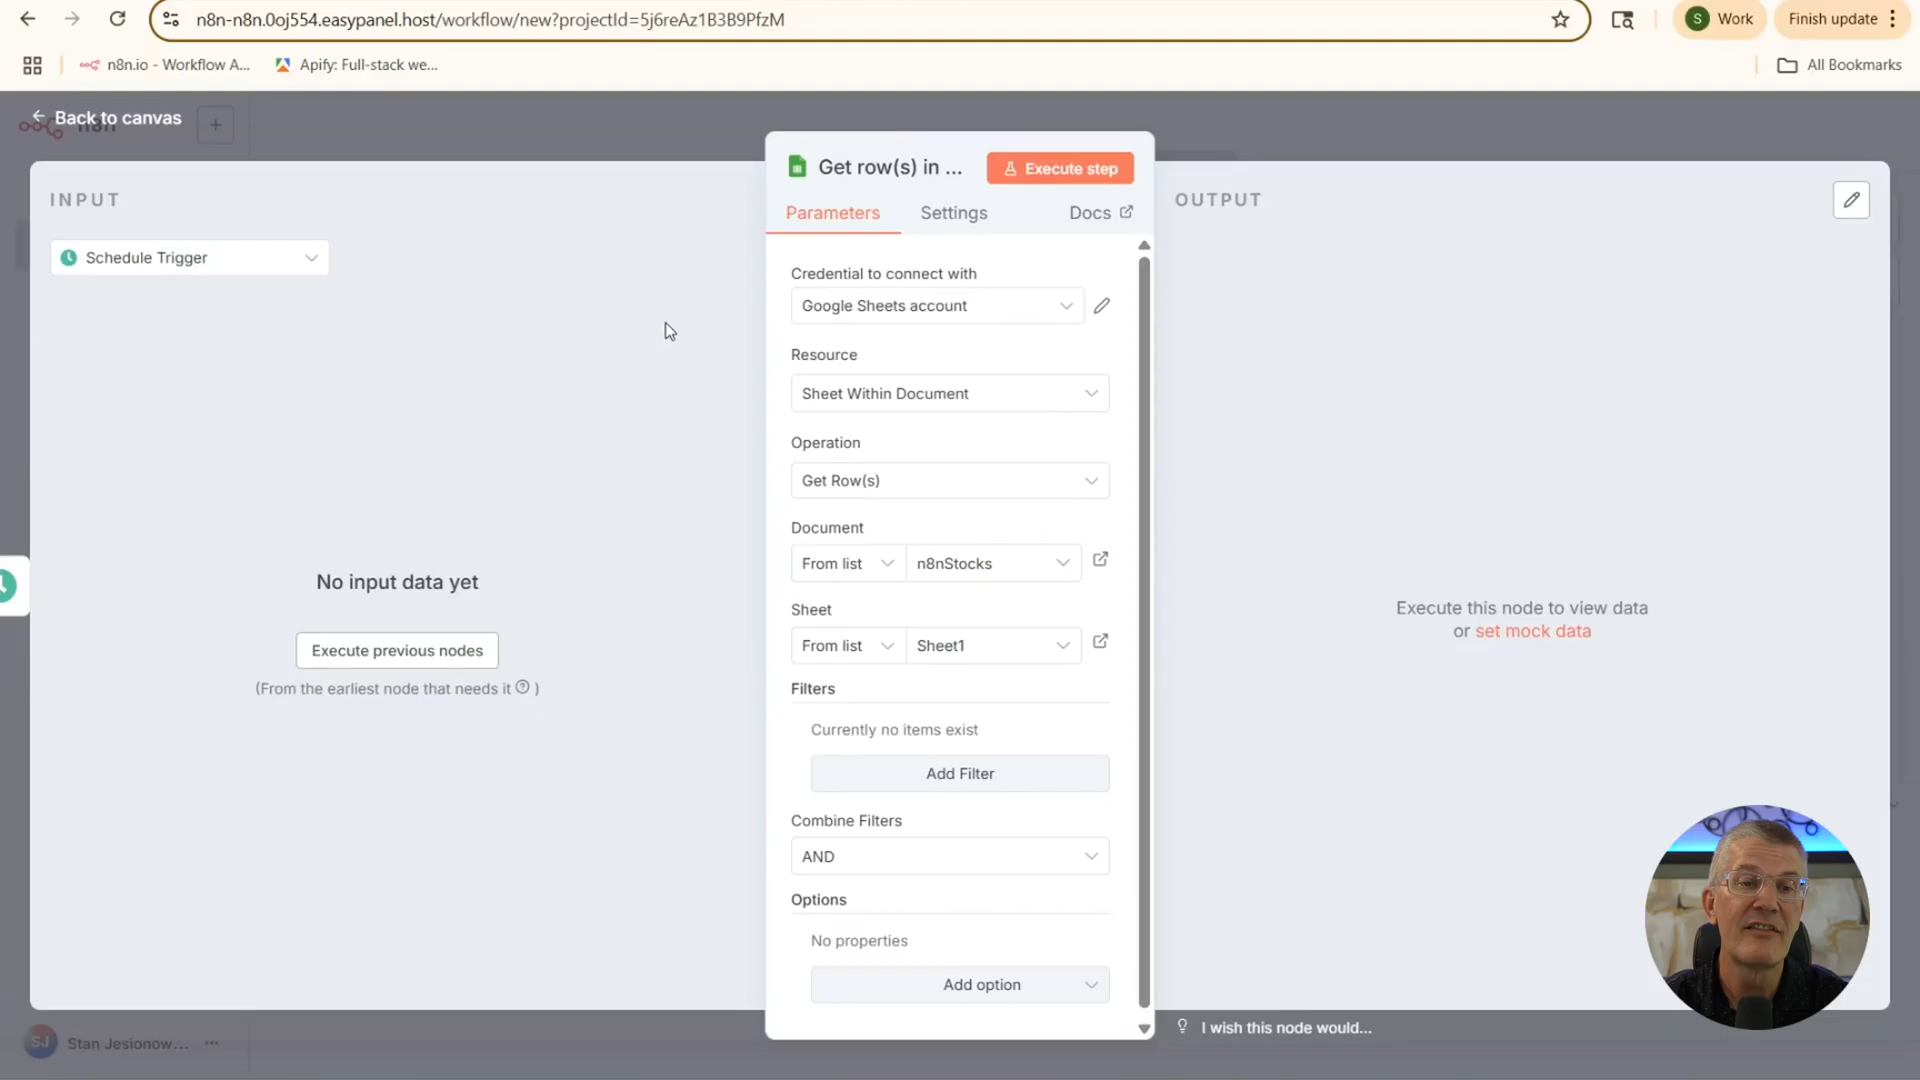 n8n-n8n.0oj554.easypanel.host/workflow/new?projectId=5j6reAz1B3B9PfzM
S
Work
Finish update
n8n.io - Workflow A...
Apify: Full-stack we...
All Bookmarks
Back to canvas
n8n
+
Get row(s) in ...
Execute step
INPUT
OUTPUT
Parameters
Settings
Docs
Schedule Trigger
Credential to connect with
Google Sheets account
Resource
Sheet Within Document
Operation
Get Row(s)
Document
From list
n8nStocks
No input data yet
Sheet
From list
Sheet1
Execute this node to view data
or set mock data
Execute previous nodes
(From the earliest node that needs it ? )
Filters
Currently no items exist
Add Filter
Combine Filters
AND
Options
No properties
Add option
I wish this node would...
SJ
Stan Jesionow...